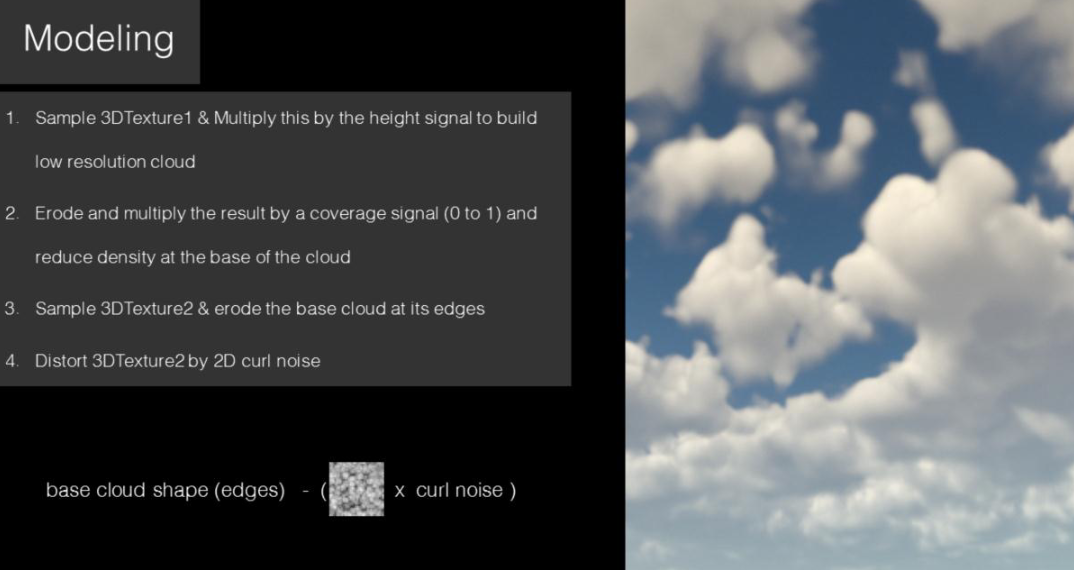 Modeling
1. Sample 3DTexture1 & Multiply this by the height signal to build
low resolution cloud
2. Erode and multiply the result by a coverage signal (0 to 1) and
reduce density at the base of the cloud
3. Sample 3DTexture2 & erode the base cloud at its edges
4. Distort 3DTexture2 by 2D curl noise
base cloud shape (edges) - ( x curl noise )